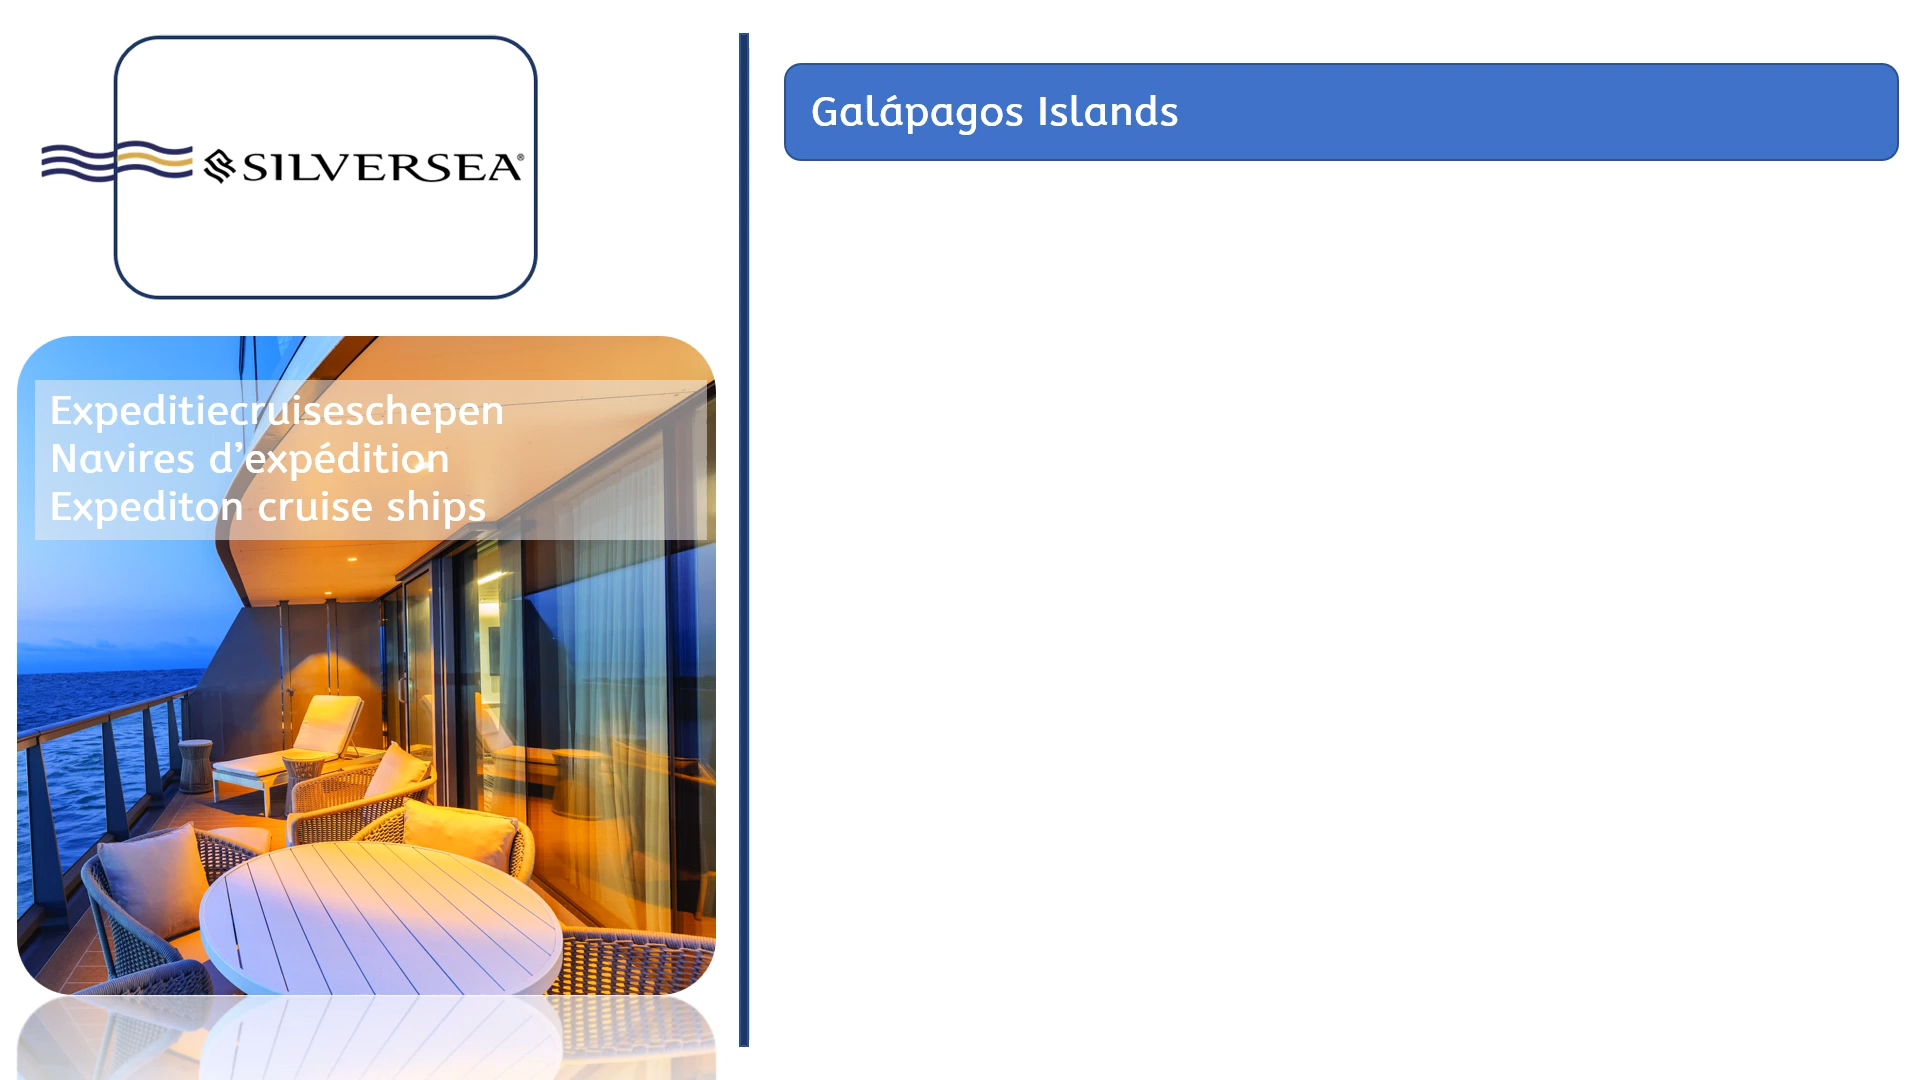 SILVERSEA®
Galápagos Islands
Expeditiecruiseschepen
Navires d’expédition
Expediton cruise ships